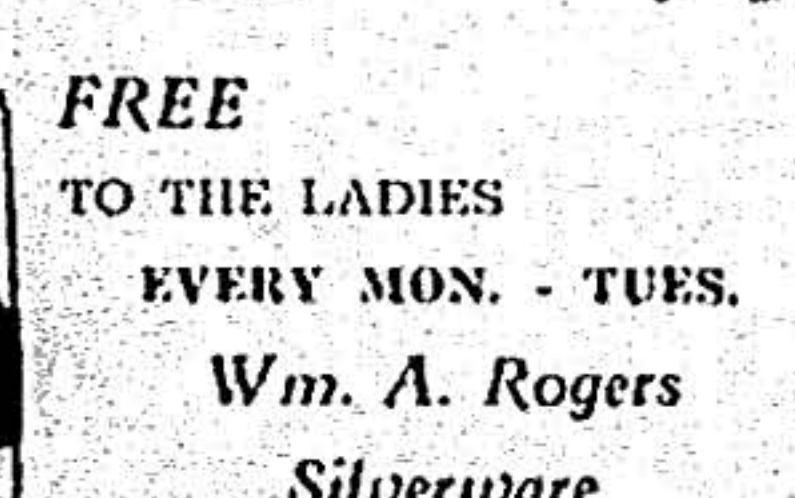 FREE
TO THE LADIES
EVERY MON. - TUES.
Wm. A. Rogers
Silverware